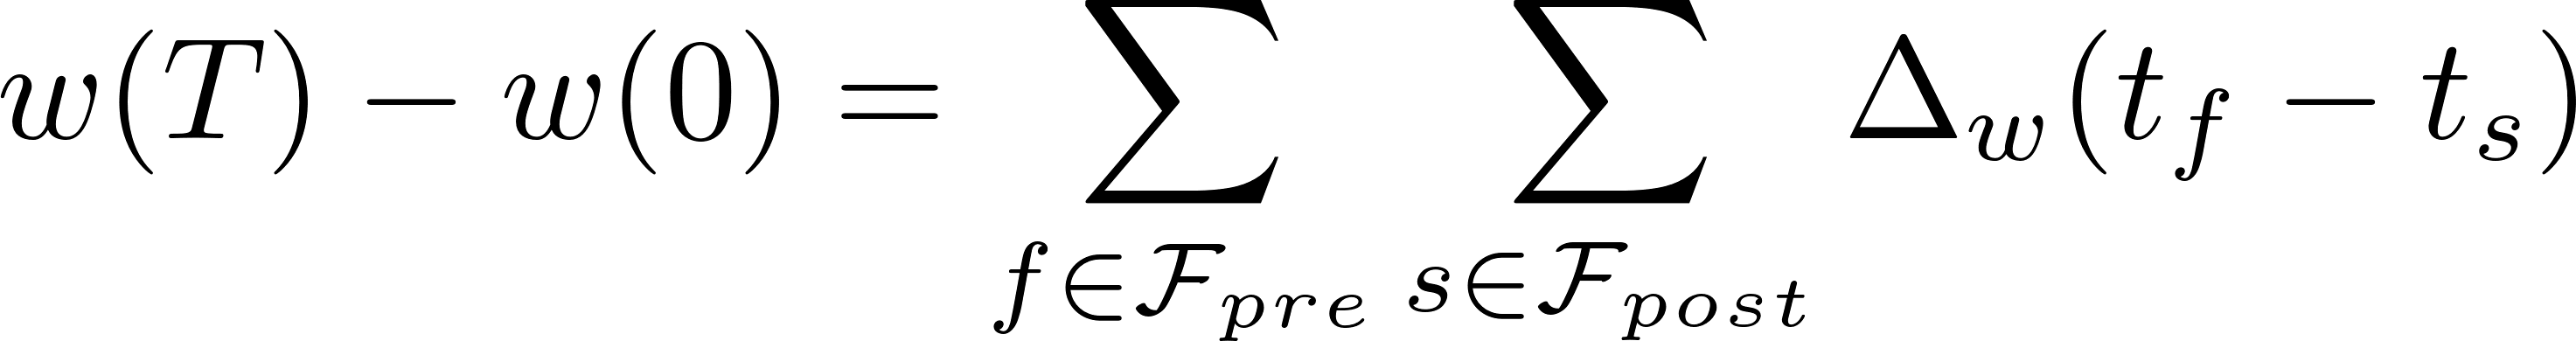 w(T) − w(0) = ∑_{f∈ℱ_{pre}} ∑_{s∈ℱ_{post}} Δ_w(t_f − t_s)